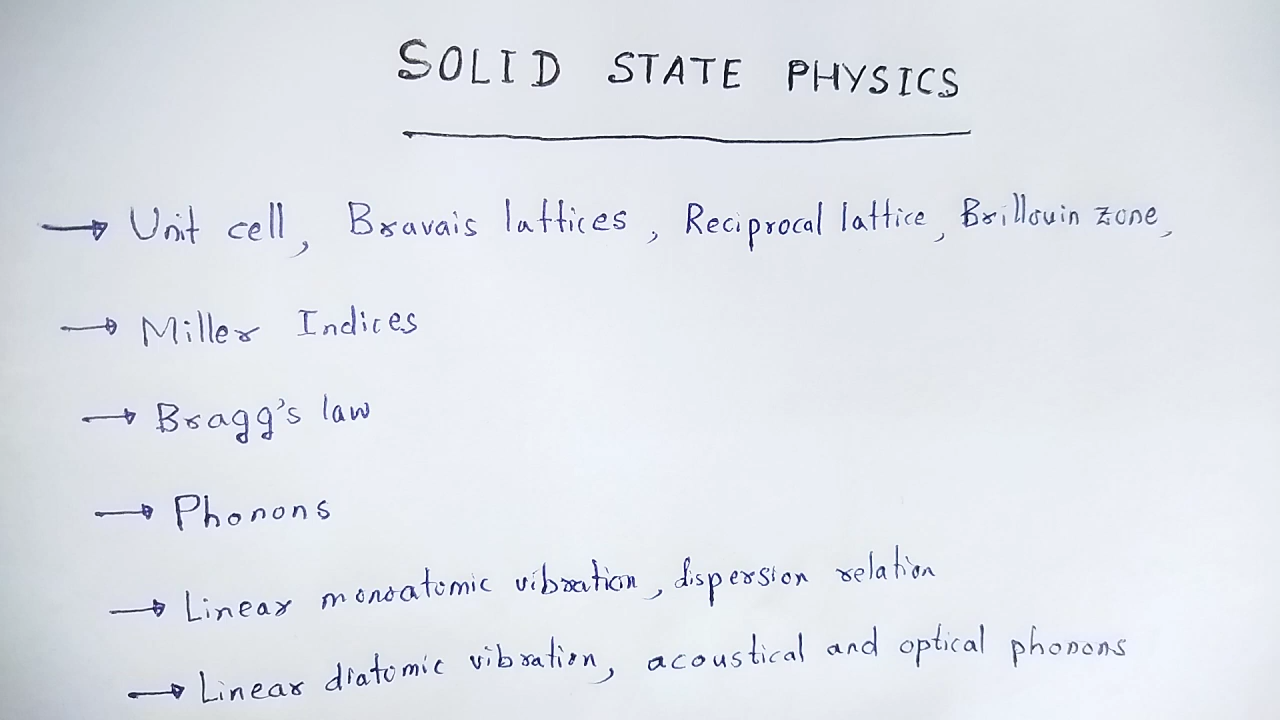 SOLID STATE PHYSICS
→ Unit cell, Bravais lattices, Reciprocal lattice, Brillouin zone,
→ Miller Indices
→ Bragg's law
→ Phonons
→ Linear monoatomic vibration, dispersion relation
→ Linear diatomic vibration, acoustical and optical phonons